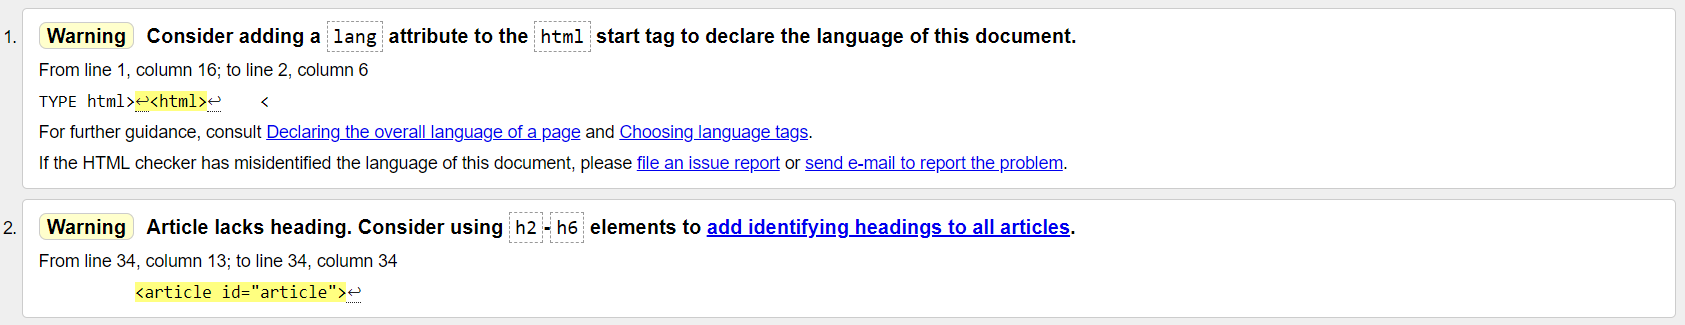 1. Warning Consider adding a lang attribute to the html start tag to declare the language of this document.
From line 1, column 16; to line 2, column 6
TYPE html>↩<html>↩    <
For further guidance, consult Declaring the overall language of a page and Choosing language tags.
If the HTML checker has misidentified the language of this document, please file an issue report or send e-mail to report the problem.
2. Warning Article lacks heading. Consider using h2-h6 elements to add identifying headings to all articles.
From line 34, column 13; to line 34, column 34
<article id="article">↩